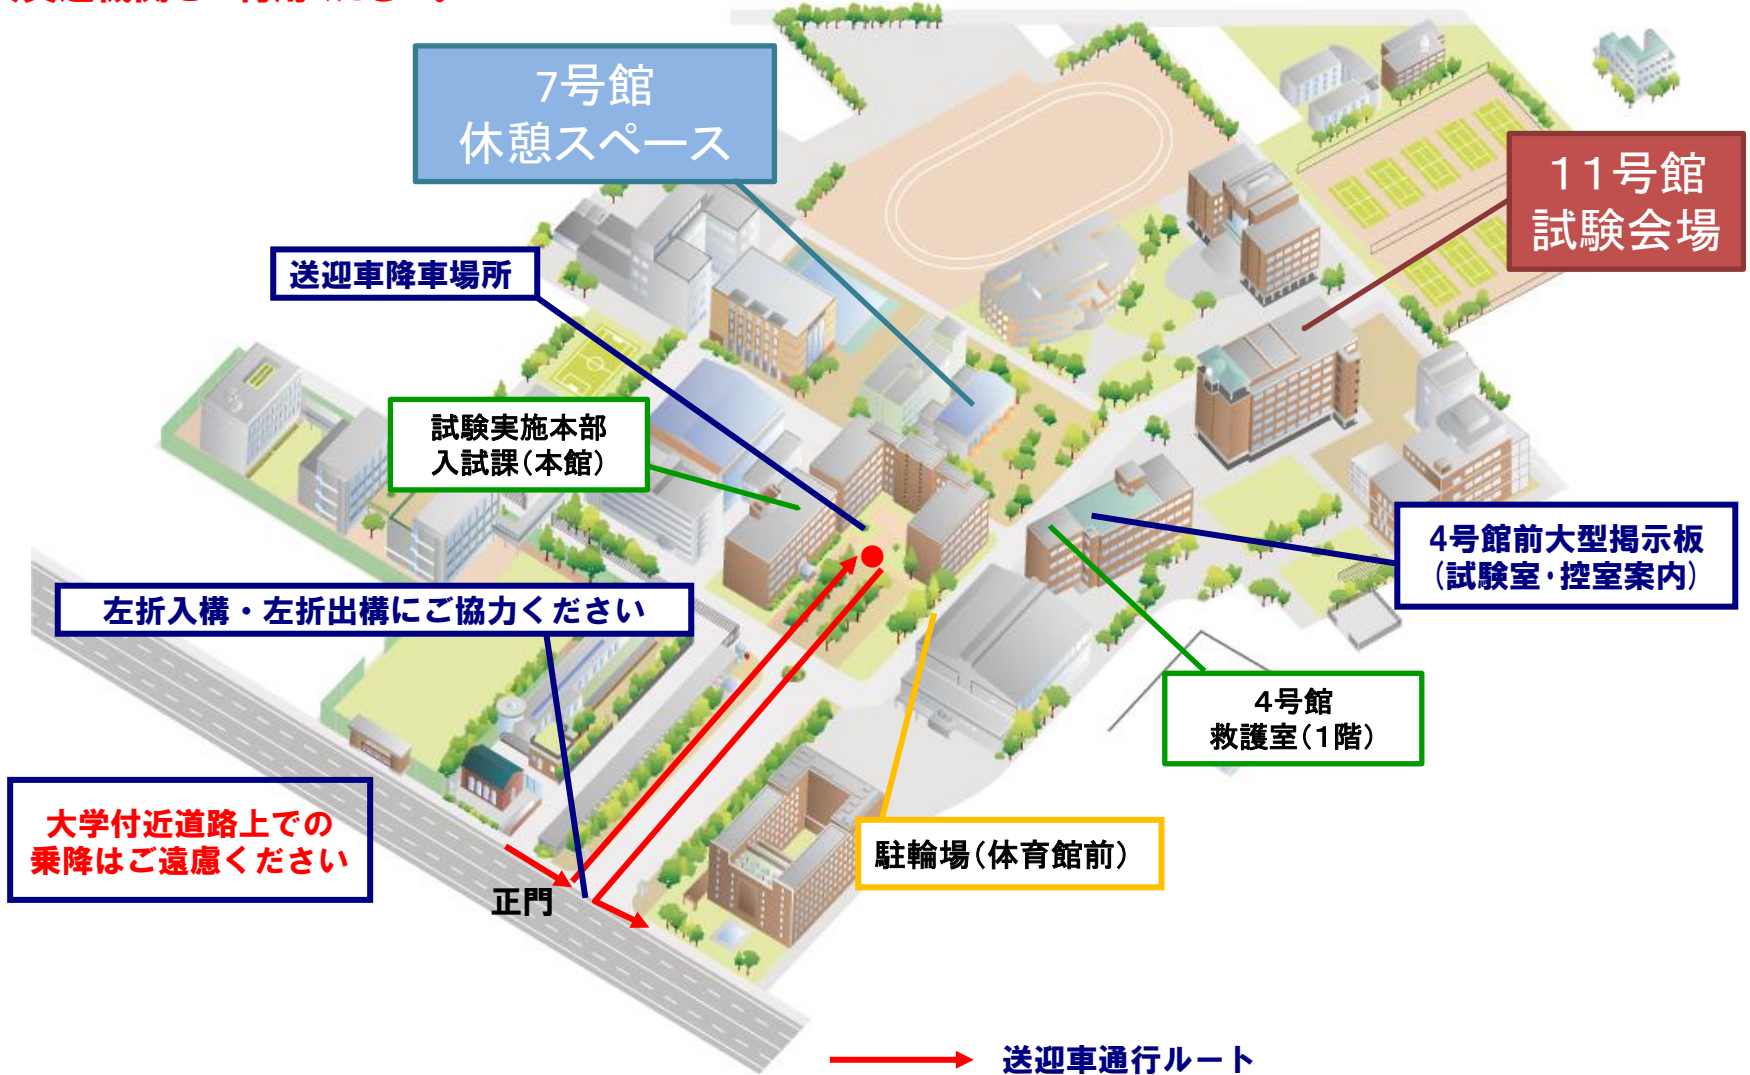 7号館
休憩スペース
11号館
試験会場
送迎車降車場所
試験実施本部
入試課(本館)
4号館前大型掲示板
(試験室・控室案内)
左折入構・左折出構にご協力ください
4号館
救護室(1階)
大学付近道路上での
乗降はご遠慮ください
駐輪場(体育館前)
正門
送迎車通行ルート